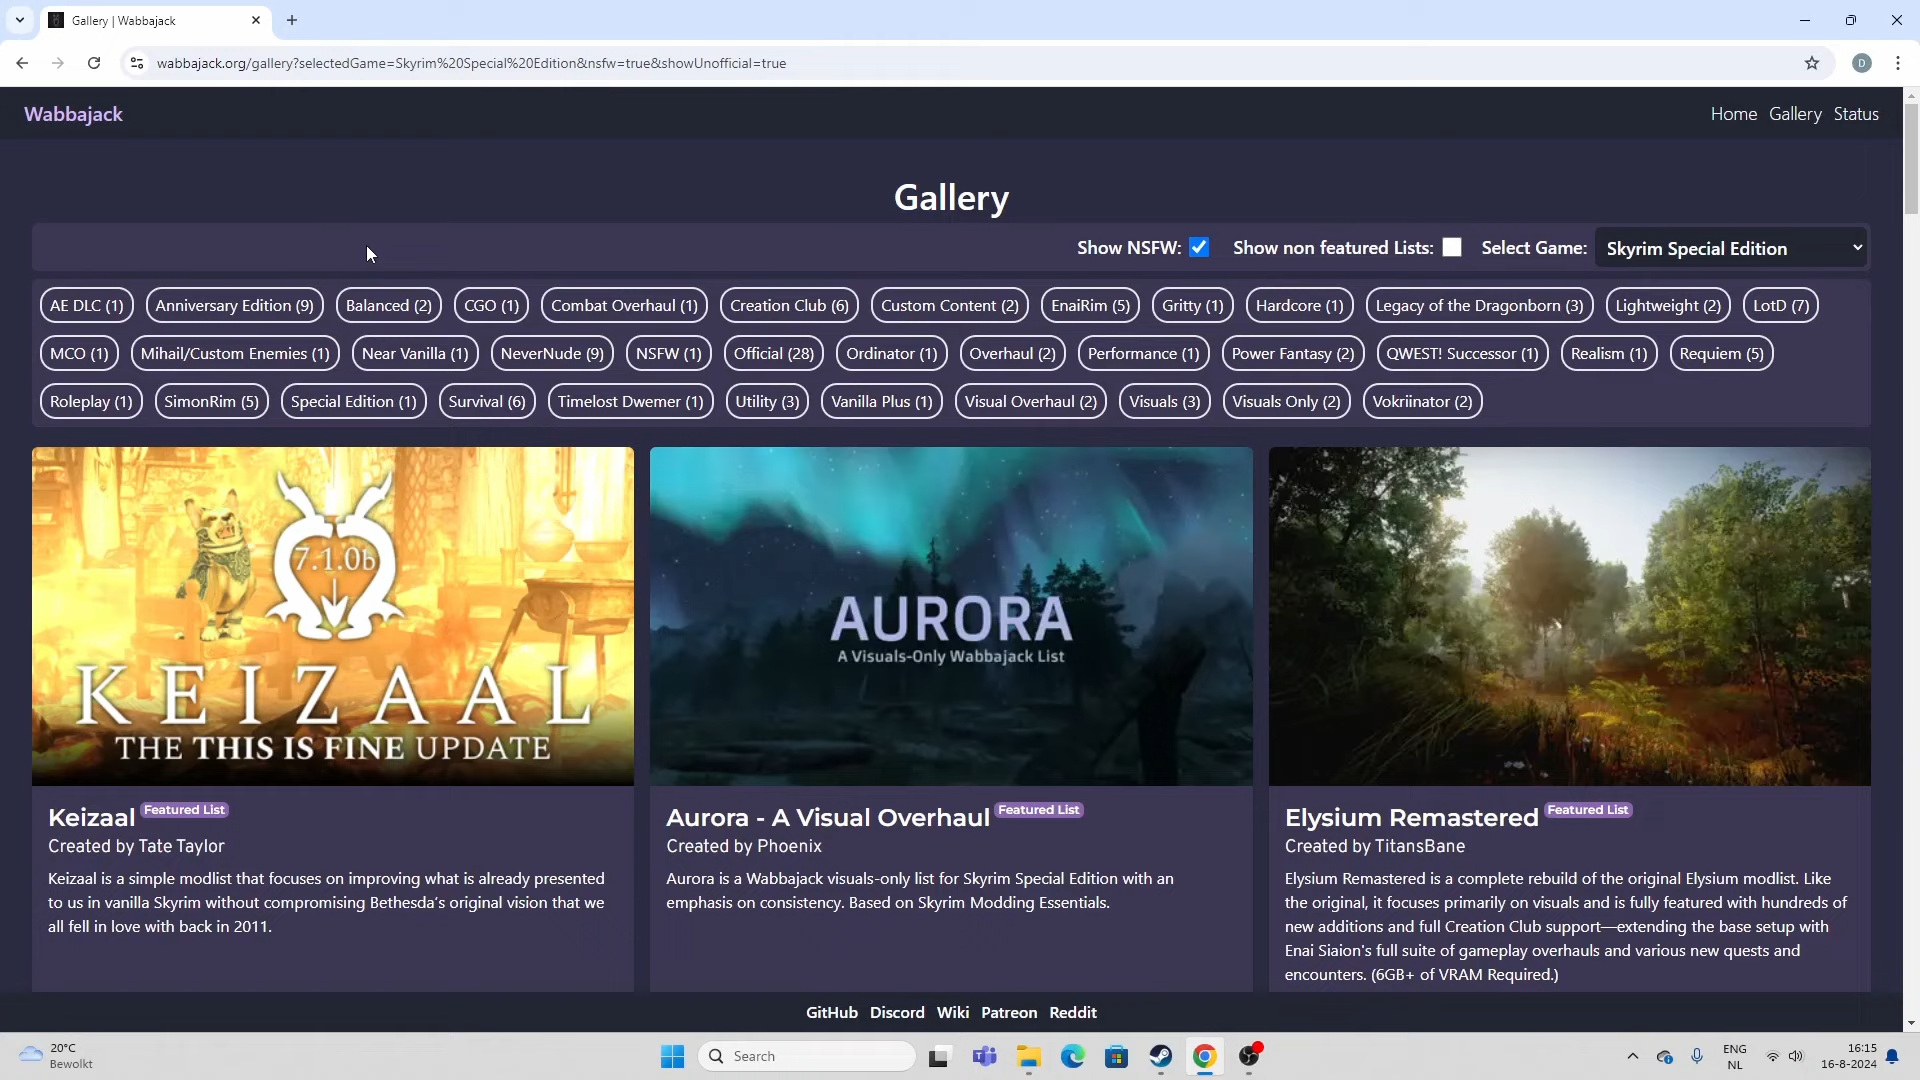 Gallery | Wabbajack
wabbajack.org/gallery?selectedGame=Skyrim%20Special%20Edition&nsfw=true&showUnofficial=true
D
Wabbajack
Home Gallery Status
Gallery
Show NSFW: Show non featured Lists: Select Game: Skyrim Special Edition
AE DLC (1) Anniversary Edition (9) Balanced (2) CGO (1) Combat Overhaul (1) Creation Club (6) Custom Content (2) EnaiRim (5) Gritty (1) Hardcore (1) Legacy of the Dragonborn (3) Lightweight (2) LotD (7)
MCO (1) Mihail/Custom Enemies (1) Near Vanilla (1) NeverNude (9) NSFW (1) Official (28) Ordinator (1) Overhaul (2) Performance (1) Power Fantasy (2) QWEST! Successor (1) Realism (1) Requiem (5)
Roleplay (1) SimonRim (5) Special Edition (1) Survival (6) Timelost Dwemer (1) Utility (3) Vanilla Plus (1) Visual Overhaul (2) Visuals (3) Visuals Only (2) Vokriinator (2)
7.1.0b
KEIZAAL
THE THIS IS FINE UPDATE
AURORA
A Visuals-Only Wabbajack List
Keizaal Featured List
Created by Tate Taylor
Keizaal is a simple modlist that focuses on improving what is already presented
to us in vanilla Skyrim without compromising Bethesda's original vision that we
all fell in love with back in 2011.
Aurora - A Visual Overhaul Featured List
Created by Phoenix
Aurora is a Wabbajack visuals-only list for Skyrim Special Edition with an
emphasis on consistency. Based on Skyrim Modding Essentials.
Elysium Remastered Featured List
Created by TitansBane
Elysium Remastered is a complete rebuild of the original Elysium modlist. Like
the original, it focuses primarily on visuals and is fully featured with hundreds of
new additions and full Creation Club support—extending the base setup with
Enai Siaion's full suite of gameplay overhauls and various new quests and
encounters. (6GB+ of VRAM Required.)
GitHub Discord Wiki Patreon Reddit
20°C
Bewolkt
Search
ENG
NL
16:15
16-8-2024